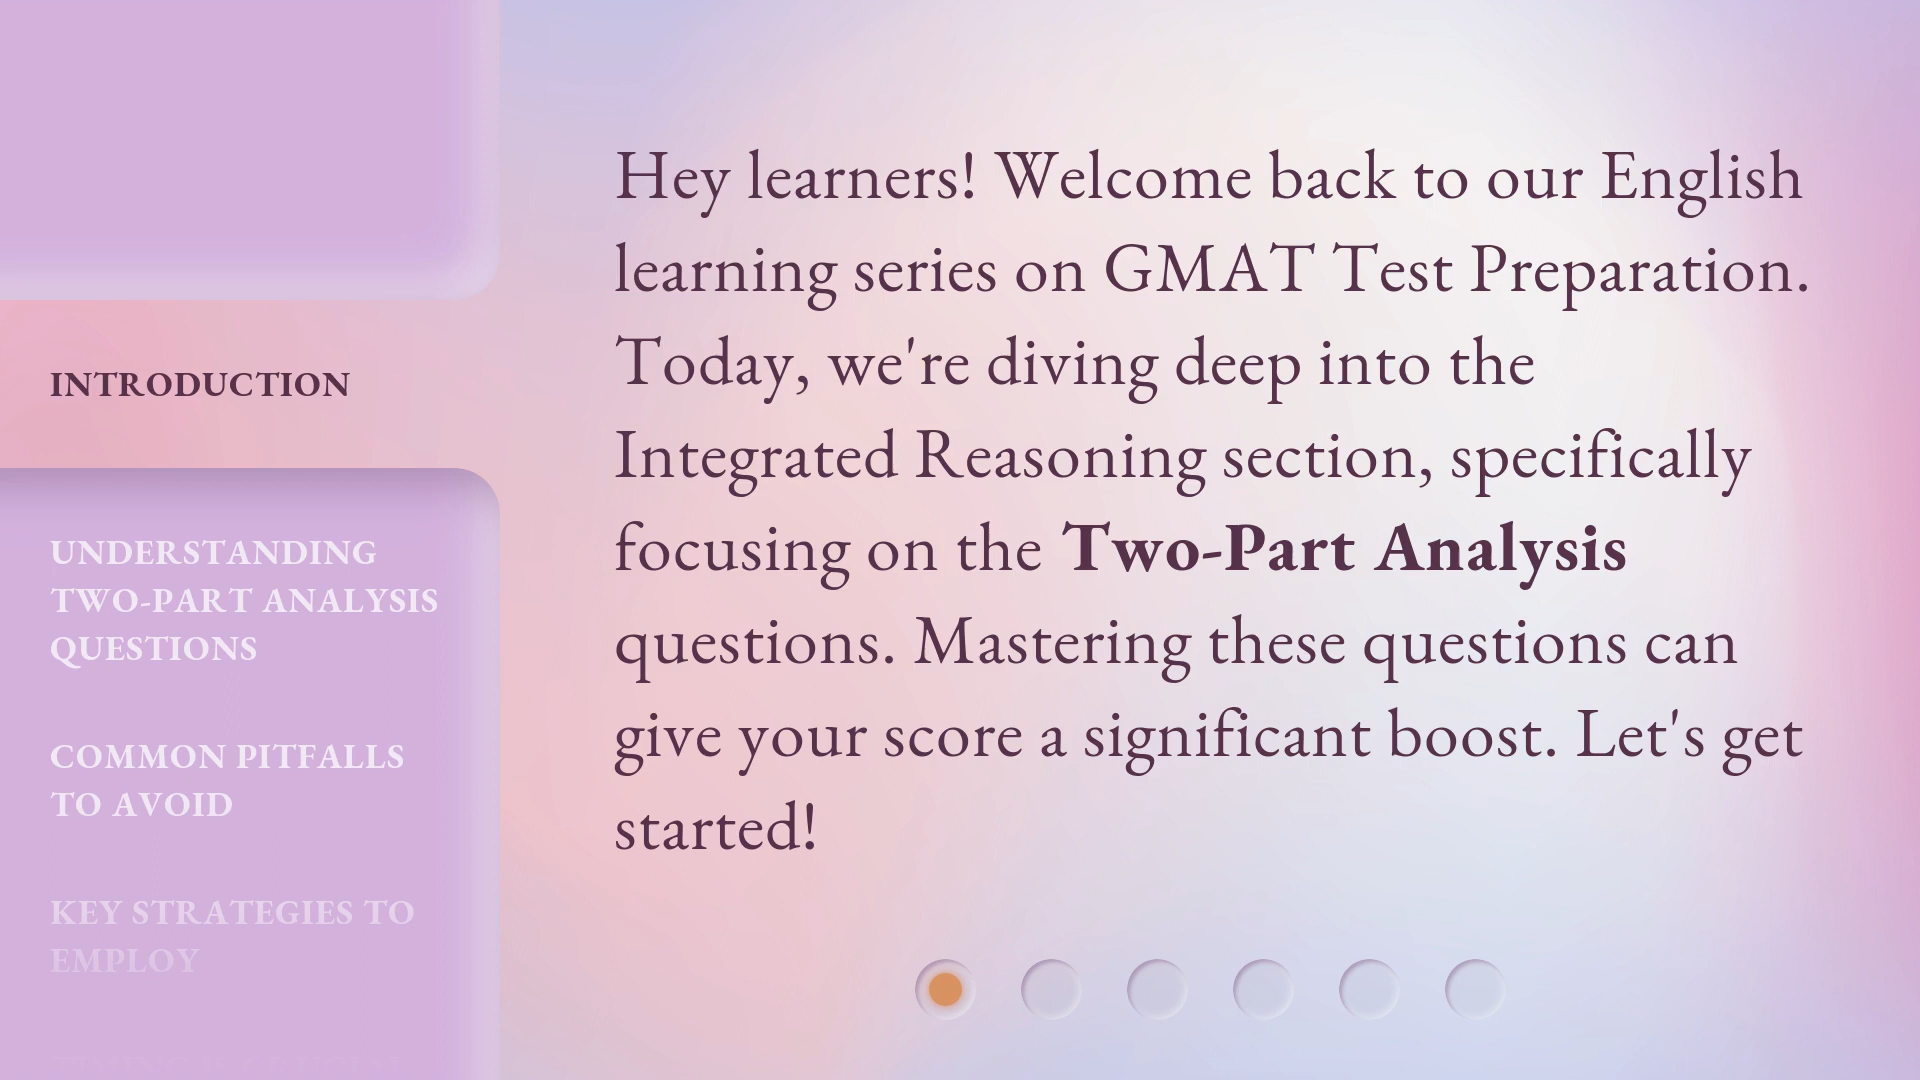 INTRODUCTION
UNDERSTANDING
TWO-PART ANALYSIS
QUESTIONS
COMMON PITFALLS
TO AVOID
KEY STRATEGIES TO
EMPLOY
Hey learners! Welcome back to our English
learning series on GMAT Test Preparation.
Today, we're diving deep into the
Integrated Reasoning section, specifically
focusing on the Two-Part Analysis
questions. Mastering these questions can
give your score a significant boost. Let's get
started!